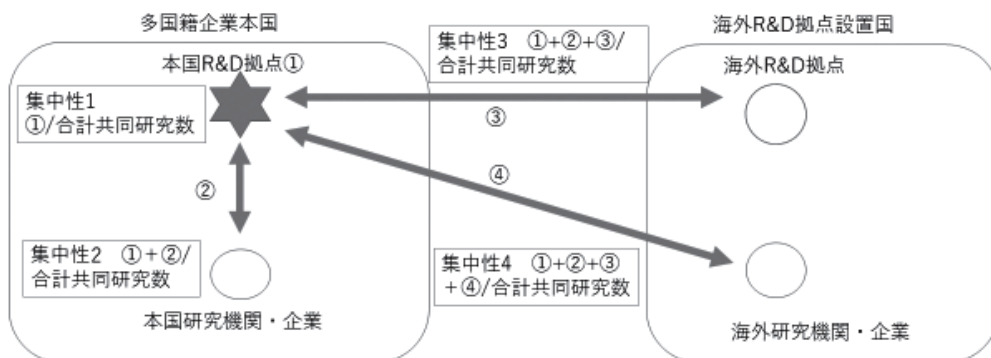 多国籍企業本国
海外R&D拠点設置国
本国R&D拠点①
集中性3 ①+②+③/
合計共同研究数
海外R&D拠点
集中性1
①/合計共同研究数
③
②
④
集中性2 ①+②/
合計共同研究数
集中性4 ①+②+③
+④/合計共同研究数
本国研究機関・企業
海外研究機関・企業